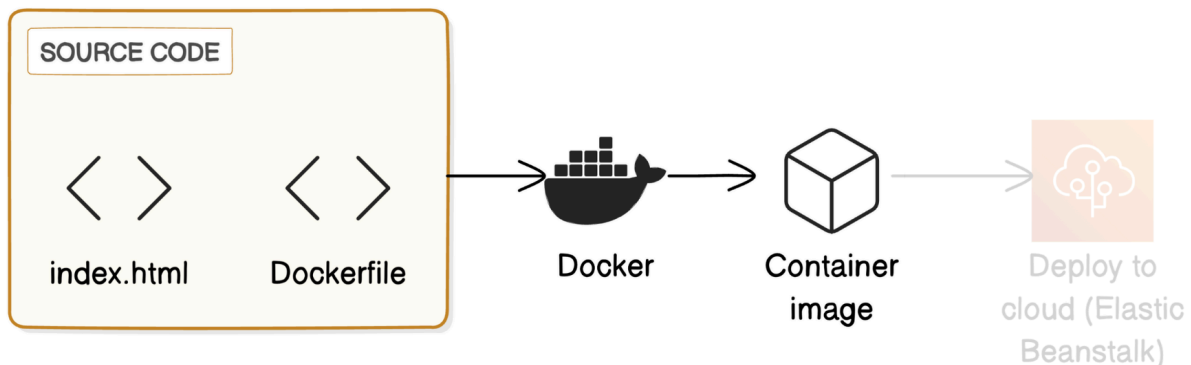 SOURCE CODE
index.html
Dockerfile
Docker
Container
image
Deploy to
cloud (Elastic
Beanstalk)